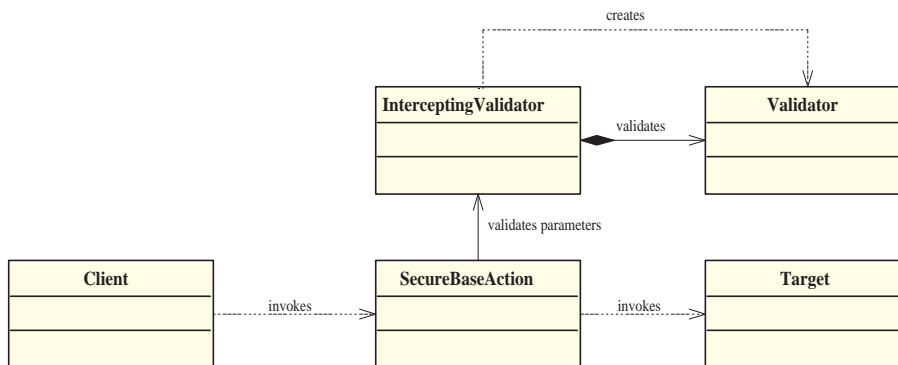 creates
InterceptingValidator
Validator
validates
validates parameters
Client
SecureBaseAction
Target
invokes
invokes